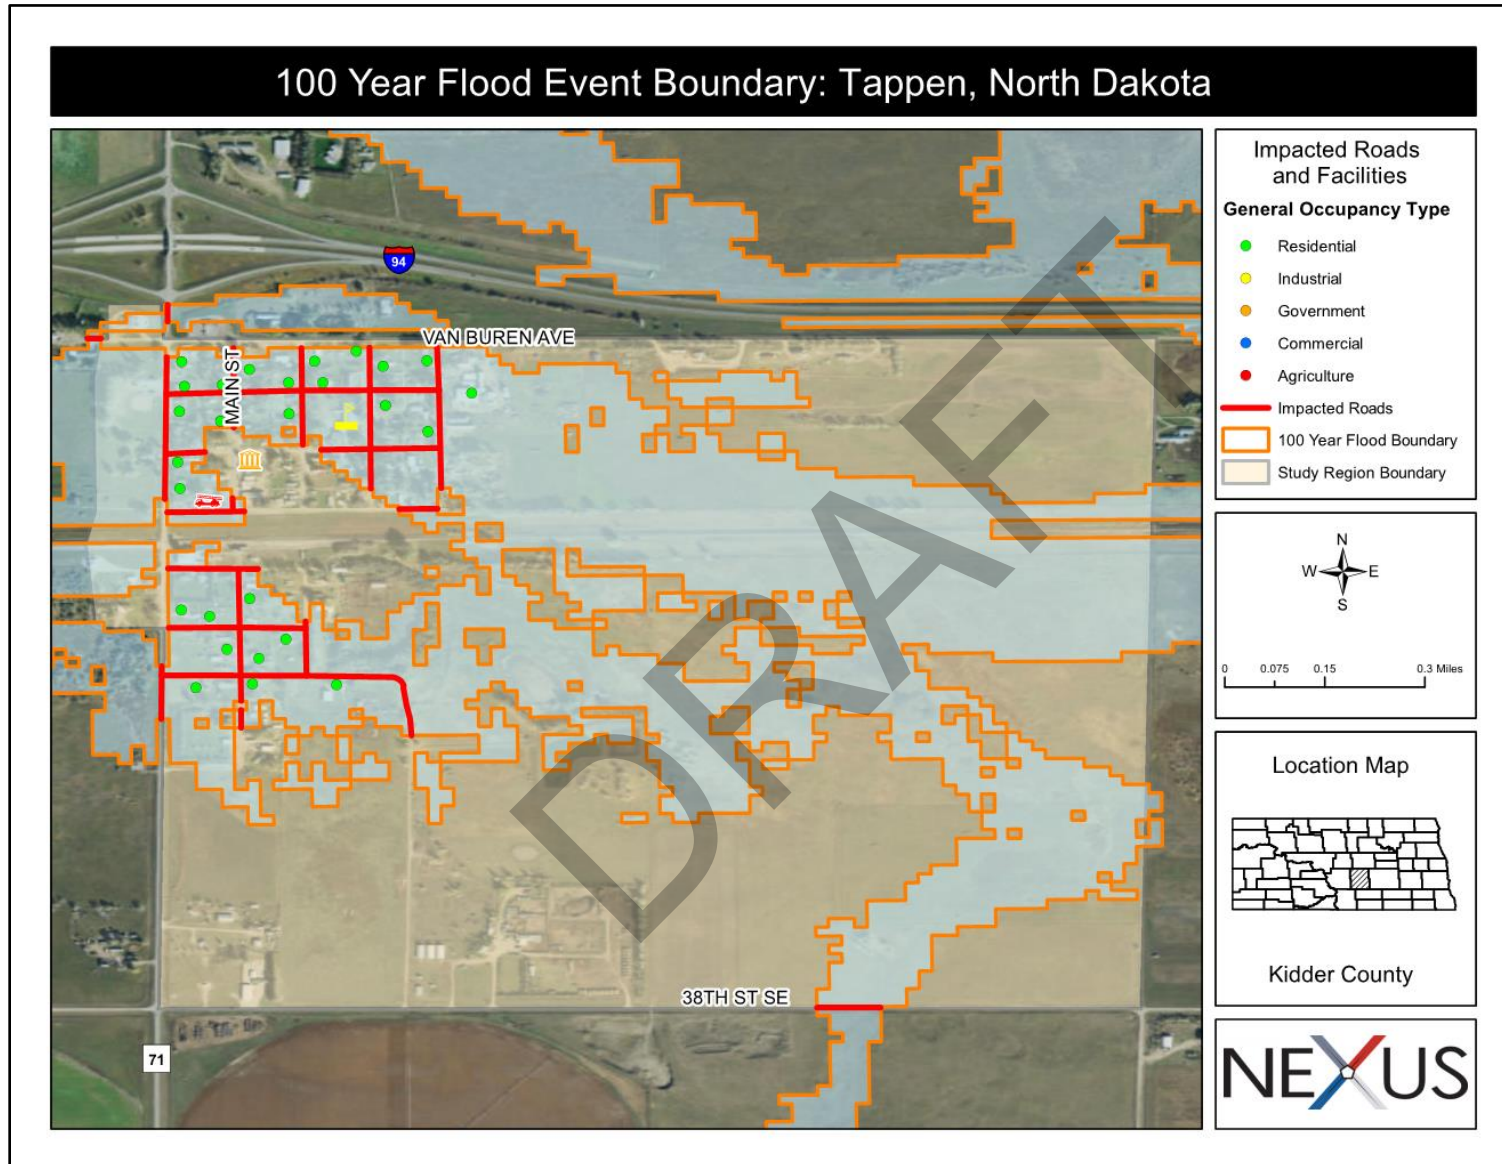 100 Year Flood Event Boundary: Tappen, North Dakota
94
VAN BUREN AVE
MAIN ST
38TH ST SE
71
DRAFT
Impacted Roads
and Facilities
General Occupancy Type
Residential
Industrial
Government
Commercial
Agriculture
Impacted Roads
100 Year Flood Boundary
Study Region Boundary
N
W E
S
0 0.075 0.15 0.3 Miles
Location Map
Kidder County
NEXUS